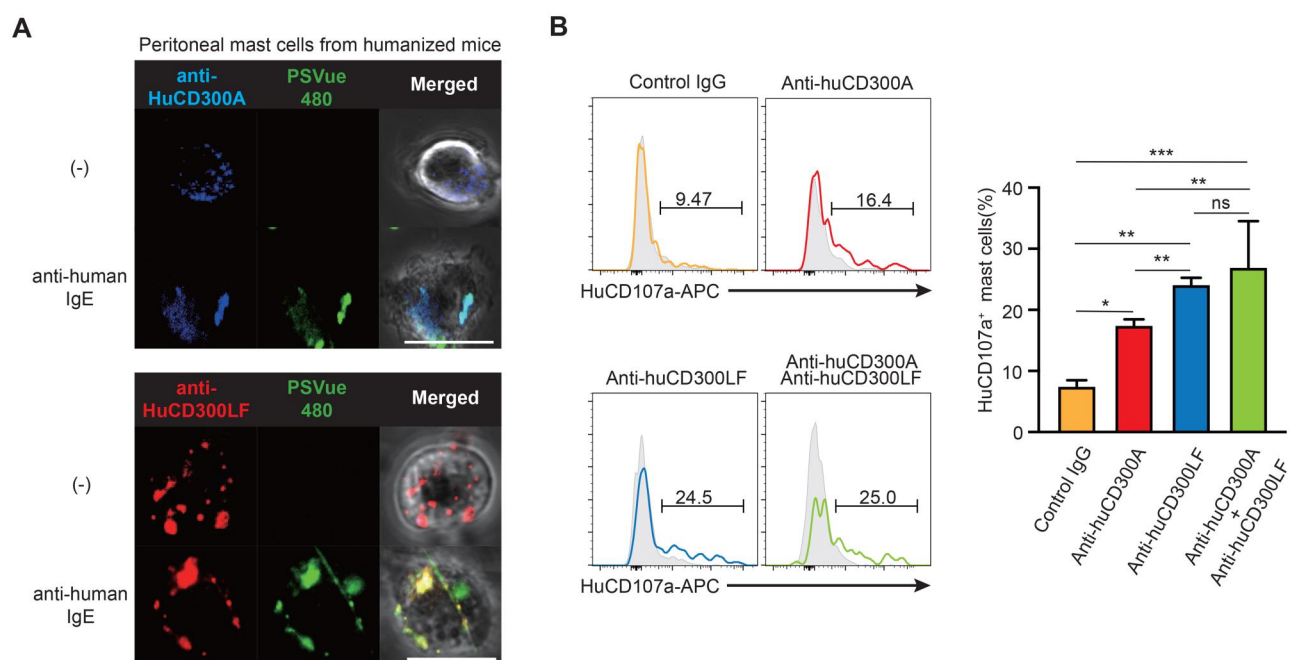 A
Peritoneal mast cells from humanized mice
anti-
HuCD300A
PSVue
480
Merged
(-)
anti-human
IgE
anti-
HuCD300LF
PSVue
480
Merged
(-)
anti-human
IgE
B
Control IgG
Anti-huCD300A
9.47
16.4
HuCD107a-APC
Anti-huCD300LF
Anti-huCD300A
Anti-huCD300LF
24.5
25.0
HuCD107a-APC
HuCD107a+ mast cells(%)
40
30
20
10
0
***
**
ns
**
**
*
Control IgG
Anti-huCD300A
Anti-huCD300LF
Anti-huCD300A
+
Anti-huCD300LF